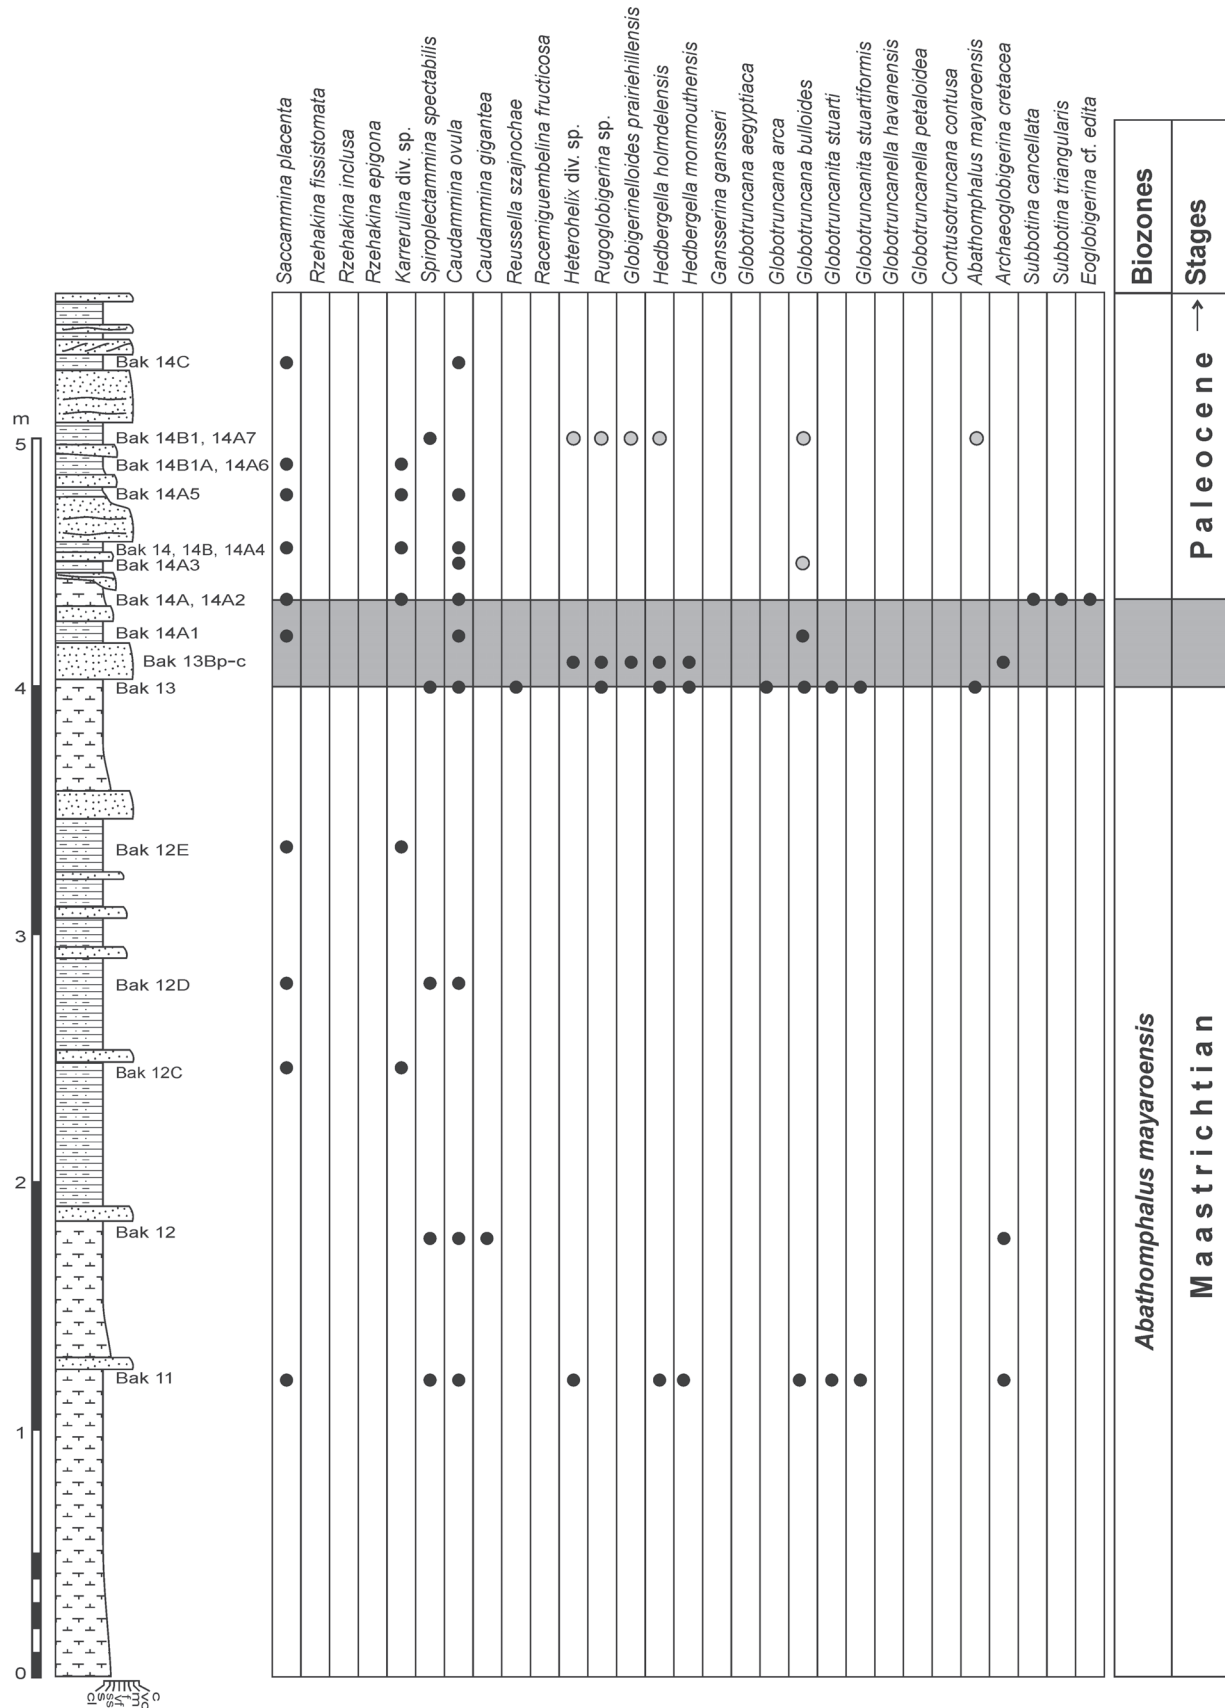 Saccammina placenta
Rzehakina fissistomata
Rzehakina inclusa
Rzehakina epigona
Karrerulina div. sp.
Spiroplectammina spectabilis
Caudammina ovula
Caudammina gigantea
Reussella szajnochae
Racemiguembelina fructicosa
Heterohelix div. sp.
Rugoglobigerina sp.
Globigerinelloides prairiehillensis
Hedbergella holmdelensis
Hedbergella monmouthensis
Gansserina gansseri
Globotruncana aegyptiaca
Globotruncana arca
Globotruncana bulloides
Globotruncanita stuarti
Globotruncanita stuartiformis
Globotruncanella havanensis
Globotruncanella petaloidea
Contusotruncana contusa
Abathomphalus mayaroensis
Archaeoglobigerina cretacea
Subbotina cancellata
Subbotina triangularis
Eoglobigerina cf. edita
Biozones
Stages
Bak 14C
m
5
Bak 14B1, 14A7
Bak 14B1A, 14A6
Bak 14A5
Bak 14, 14B, 14A4
Bak 14A3
Bak 14A, 14A2
Bak 14A1
Bak 13Bp-c
4
Bak 13
Paleocene →
Bak 12E
3
Bak 12D
Bak 12C
2
Bak 12
Bak 11
1
0
Abathomphalus mayaroensis
Maastrichtian
cl
s
ss
vf
f
m
c
vc